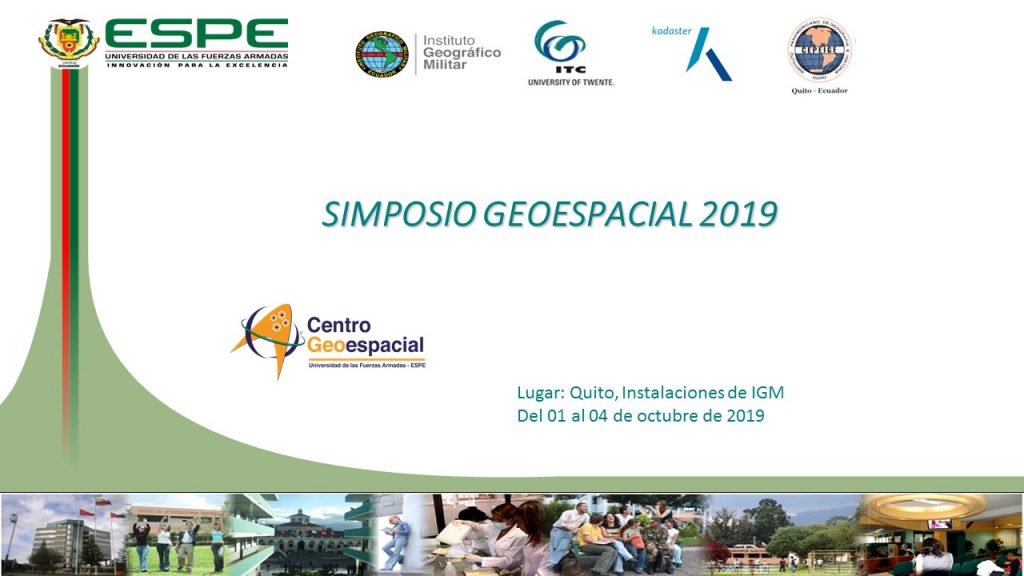 ESPE
UNIVERSIDAD DE LAS FUERZAS ARMADAS
INNOVACIÓN PARA LA EXCELENCIA
Instituto
Geográfico
Militar
ITC
UNIVERSITY OF TWENTE.
kadaster
CEPEIGE
Quito - Ecuador
SIMPOSIO GEOESPACIAL 2019
Centro
Geoespacial
Universidad de las Fuerzas Armadas - ESPE
Lugar: Quito, Instalaciones de IGM
Del 01 al 04 de octubre de 2019